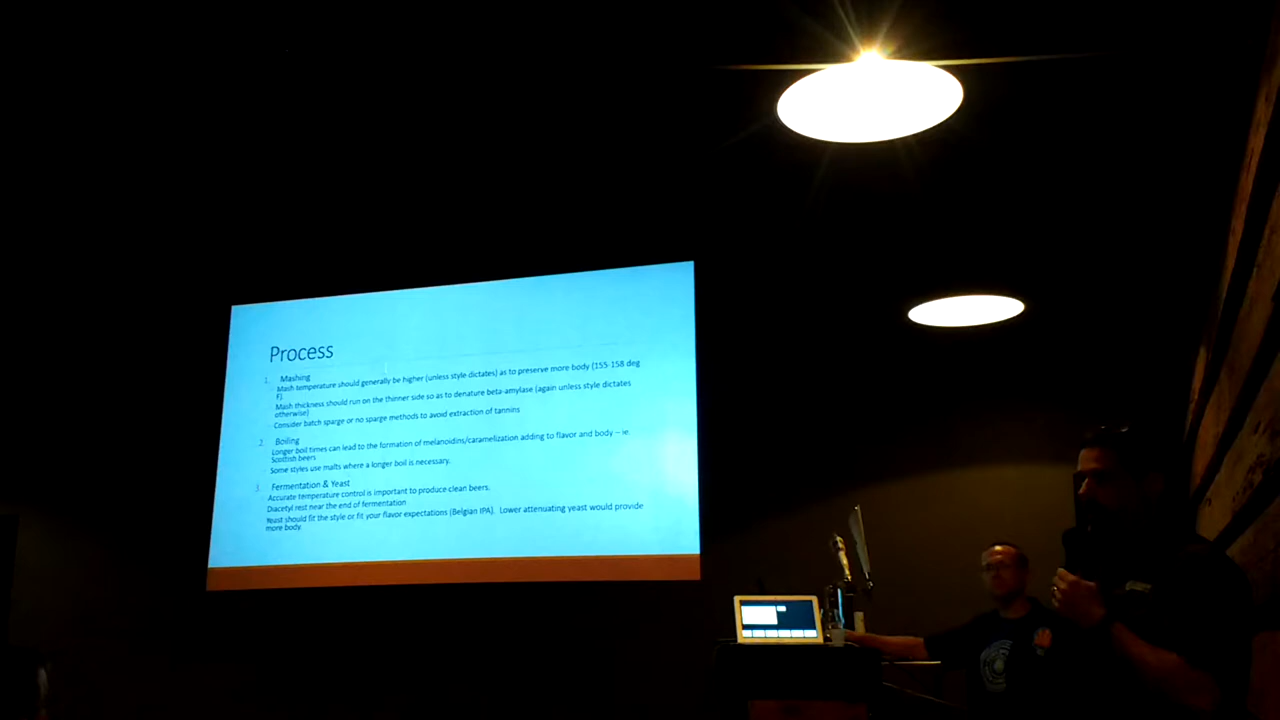 Process
1. Mashing
Mash temperature should generally be higher (unless style dictates) as to preserve more body (155-158 deg
F).
Mash thickness should run on the thinner side so as to denature beta-amylase (again unless style dictates
otherwise)
Consider batch sparge or no sparge methods to avoid extraction of tannins
2. Boiling
Longer boil times can lead to the formation of melanoidins/caramelization adding to flavor and body – ie.
Scottish beers
Some styles use malts where a longer boil is necessary.
3. Fermentation & Yeast
Accurate temperature control is important to produce clean beers.
Diacetyl rest near the end of fermentation
Yeast should fit the style or fit your flavor expectations (Belgian IPA). Lower attenuating yeast would provide
more body.